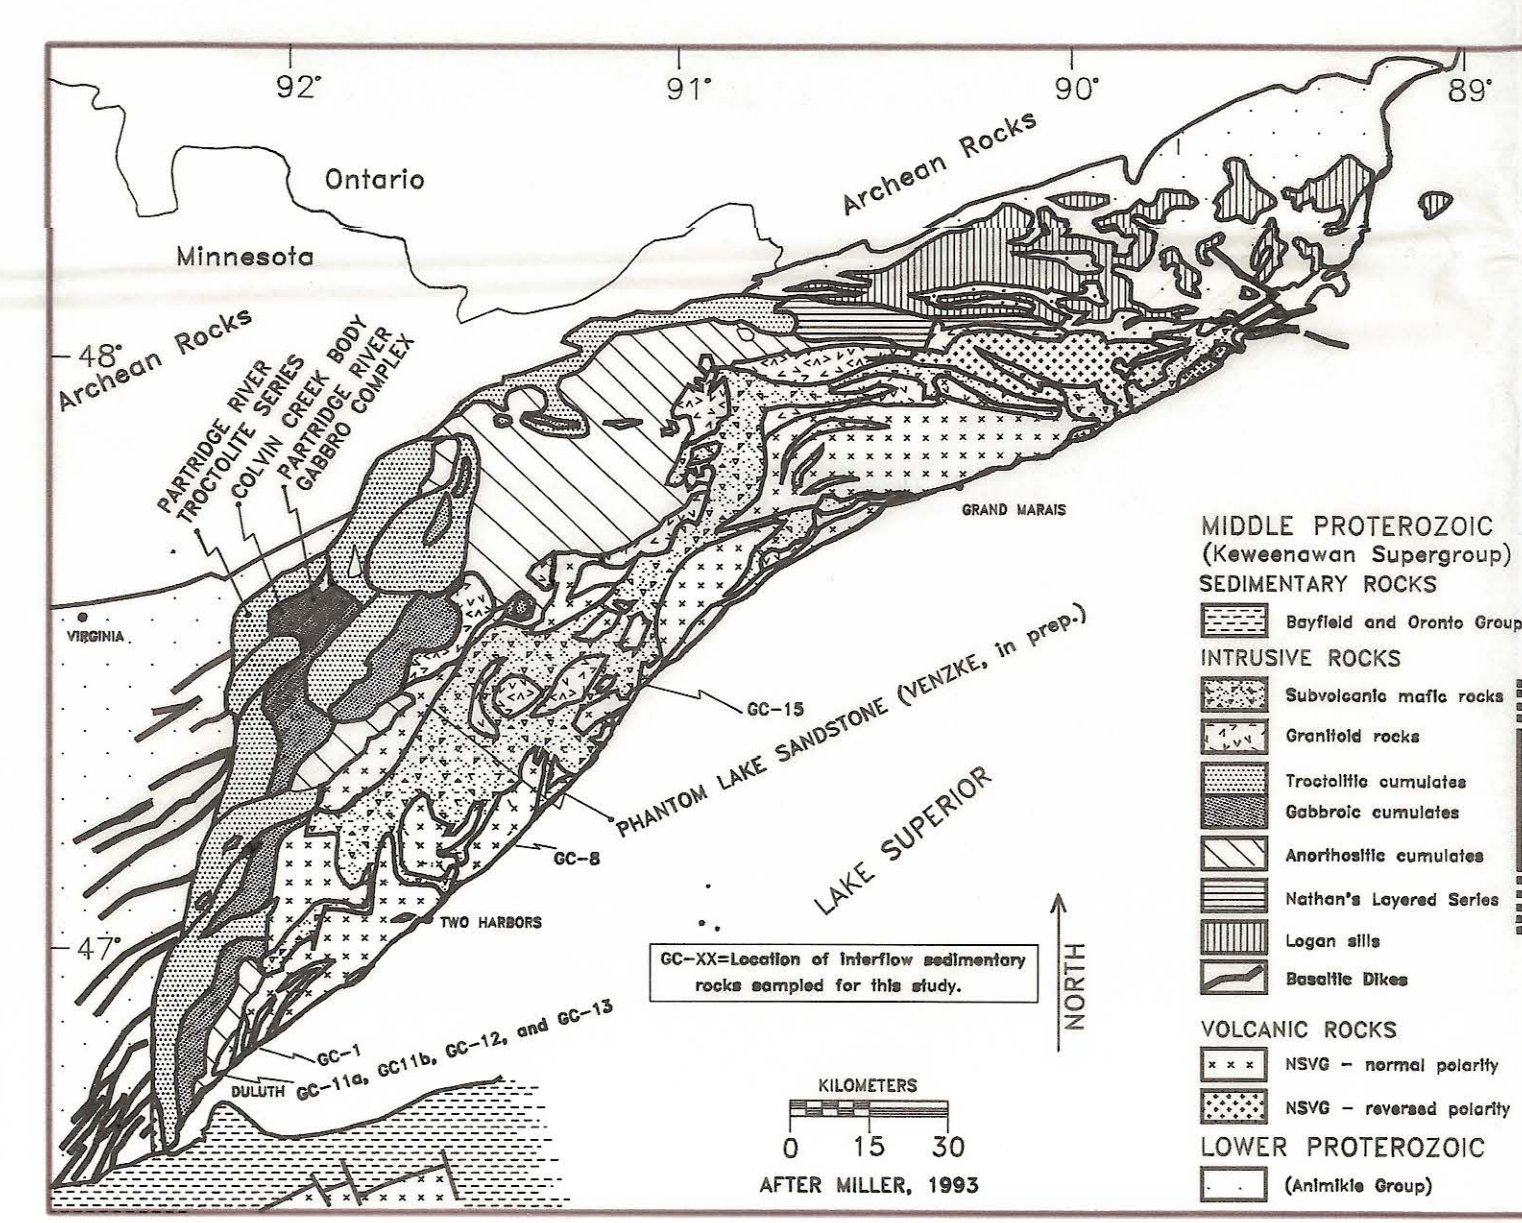 92°
91°
90°
89°
Ontario
Archean Rocks
Minnesota
Archean Rocks
48°
PARTRIDGE RIVER
TROCTOLITE SERIES
COLVIN CREEK BODY
PARTRIDGE RIVER
GABBRO COMPLEX
VIRGINIA
GRAND MARAIS
GC-15
PHANTOM LAKE SANDSTONE (VENZKE, in prep.)
GC-8
LAKE SUPERIOR
TWO HARBORS
47°
GC-XX=Location of interflow sedimentary
rocks sampled for this study.
NORTH
GC-1
DULUTH
GC-11a, GC11b, GC-12, and GC-13
KILOMETERS
0 15 30
AFTER MILLER, 1993
MIDDLE PROTEROZOIC
(Keweenawan Supergroup)
SEDIMENTARY ROCKS
Bayfield and Oronto Group
INTRUSIVE ROCKS
Subvolcanic mafic rocks
Granitoid rocks
Troctolitic cumulates
Gabbroic cumulates
Anorthositic cumulates
Nathan's Layered Series
Logan sills
Basaltic Dikes
VOLCANIC ROCKS
NSVG - normal polarity
NSVG - reversed polarity
LOWER PROTEROZOIC
(Animikie Group)